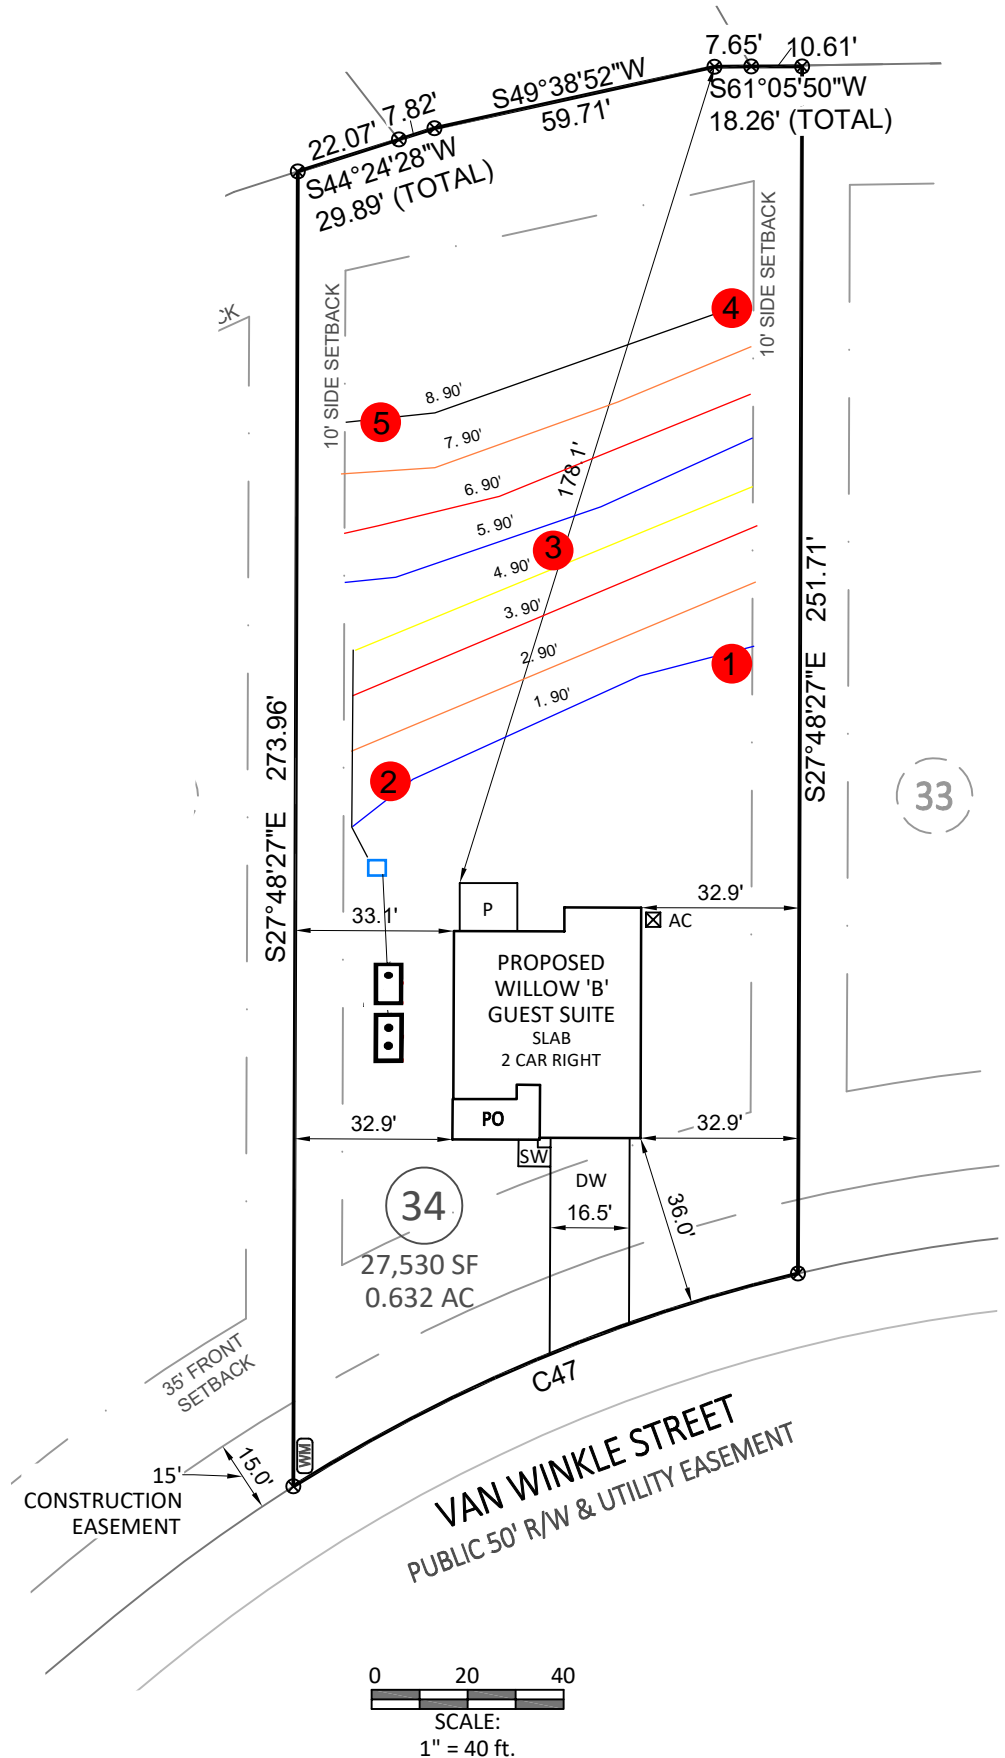 7.65'
10.61'
S61°05'50"W
18.26' (TOTAL)
S49°38'52"W
59.71'
7.82'
22.07'
S44°24'28"W
29.89' (TOTAL)
10' SIDE SETBACK
10' SIDE SETBACK
CK
4
8. 90'
5
7. 90'
178.1'
6. 90'
5. 90'
3
4. 90'
3. 90'
2. 90'
1
1. 90'
2
S27°48'27"E 273.96'
S27°48'27"E 251.71'
33
33.1'
P
32.9'
AC
PROPOSED
WILLOW 'B'
GUEST SUITE
SLAB
2 CAR RIGHT
PO
32.9'
32.9'
SW
DW
16.5'
36.0'
34
27,530 SF
0.632 AC
35' FRONT
SETBACK
C47
WM
15.0'
15'
CONSTRUCTION
EASEMENT
VAN WINKLE STREET
PUBLIC 50' R/W & UTILITY EASEMENT
0 20 40
SCALE:
1" = 40 ft.